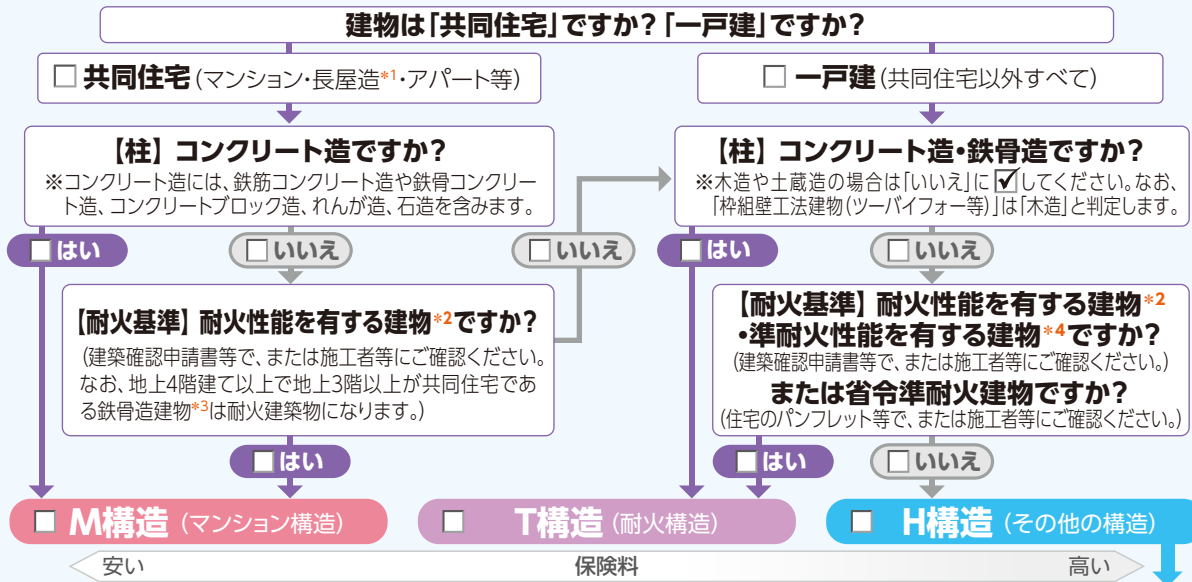 建物は「共同住宅」ですか?「一戸建」ですか?
□ 共同住宅(マンション・長屋造*1・アパート等)
□ 一戸建(共同住宅以外すべて)
【柱】コンクリート造ですか?
※コンクリート造には、鉄筋コンクリート造や鉄骨コンクリー
ト造、コンクリートブロック造、れんが造、石造を含みます。
【柱】コンクリート造・鉄骨造ですか?
※木造や土蔵造の場合は「いいえ」に☑してください。なお、
「枠組壁工法建物(ツーバイフォー等)」は「木造」と判定します。
□はい
□いいえ
□いいえ
□はい
□いいえ
【耐火基準】耐火性能を有する建物*2ですか?
(建築確認申請書等で、または施工者等にご確認ください。
なお、地上4階建て以上で地上3階以上が共同住宅であ
る鉄骨造建物*3は耐火建築物になります。)
【耐火基準】耐火性能を有する建物*2
・準耐火性能を有する建物*4ですか?
(建築確認申請書等で、または施工者等にご確認ください。)
または省令準耐火建物ですか?
(住宅のパンフレット等で、または施工者等にご確認ください。)
□はい
□はい
□いいえ
□ M構造(マンション構造)
□ T構造(耐火構造)
□ H構造(その他の構造)
安い
保険料
高い